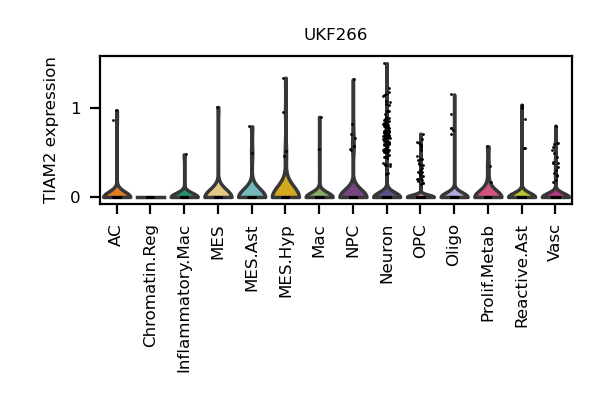 UKF266
TIAM2 expression
1
0
AC
Chromatin.Reg
Inflammatory.Mac
MES
MES.Ast
MES.Hyp
Mac
NPC
Neuron
OPC
Oligo
Prolif.Metab
Reactive.Ast
Vasc